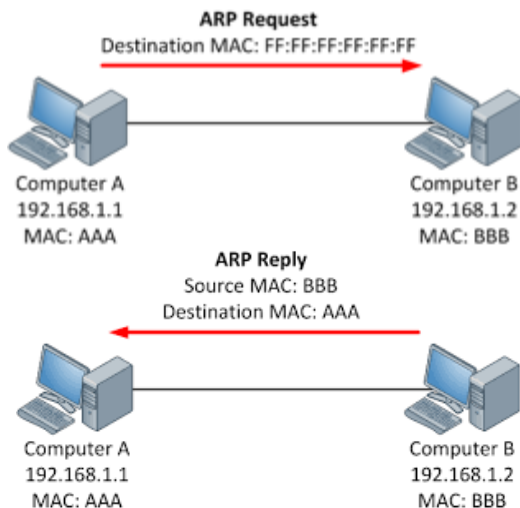 ARP Request
Destination MAC: FF:FF:FF:FF:FF:FF
Computer A
192.168.1.1
MAC: AAA
Computer B
192.168.1.2
MAC: BBB
ARP Reply
Source MAC: BBB
Destination MAC: AAA
Computer A
192.168.1.1
MAC: AAA
Computer B
192.168.1.2
MAC: BBB